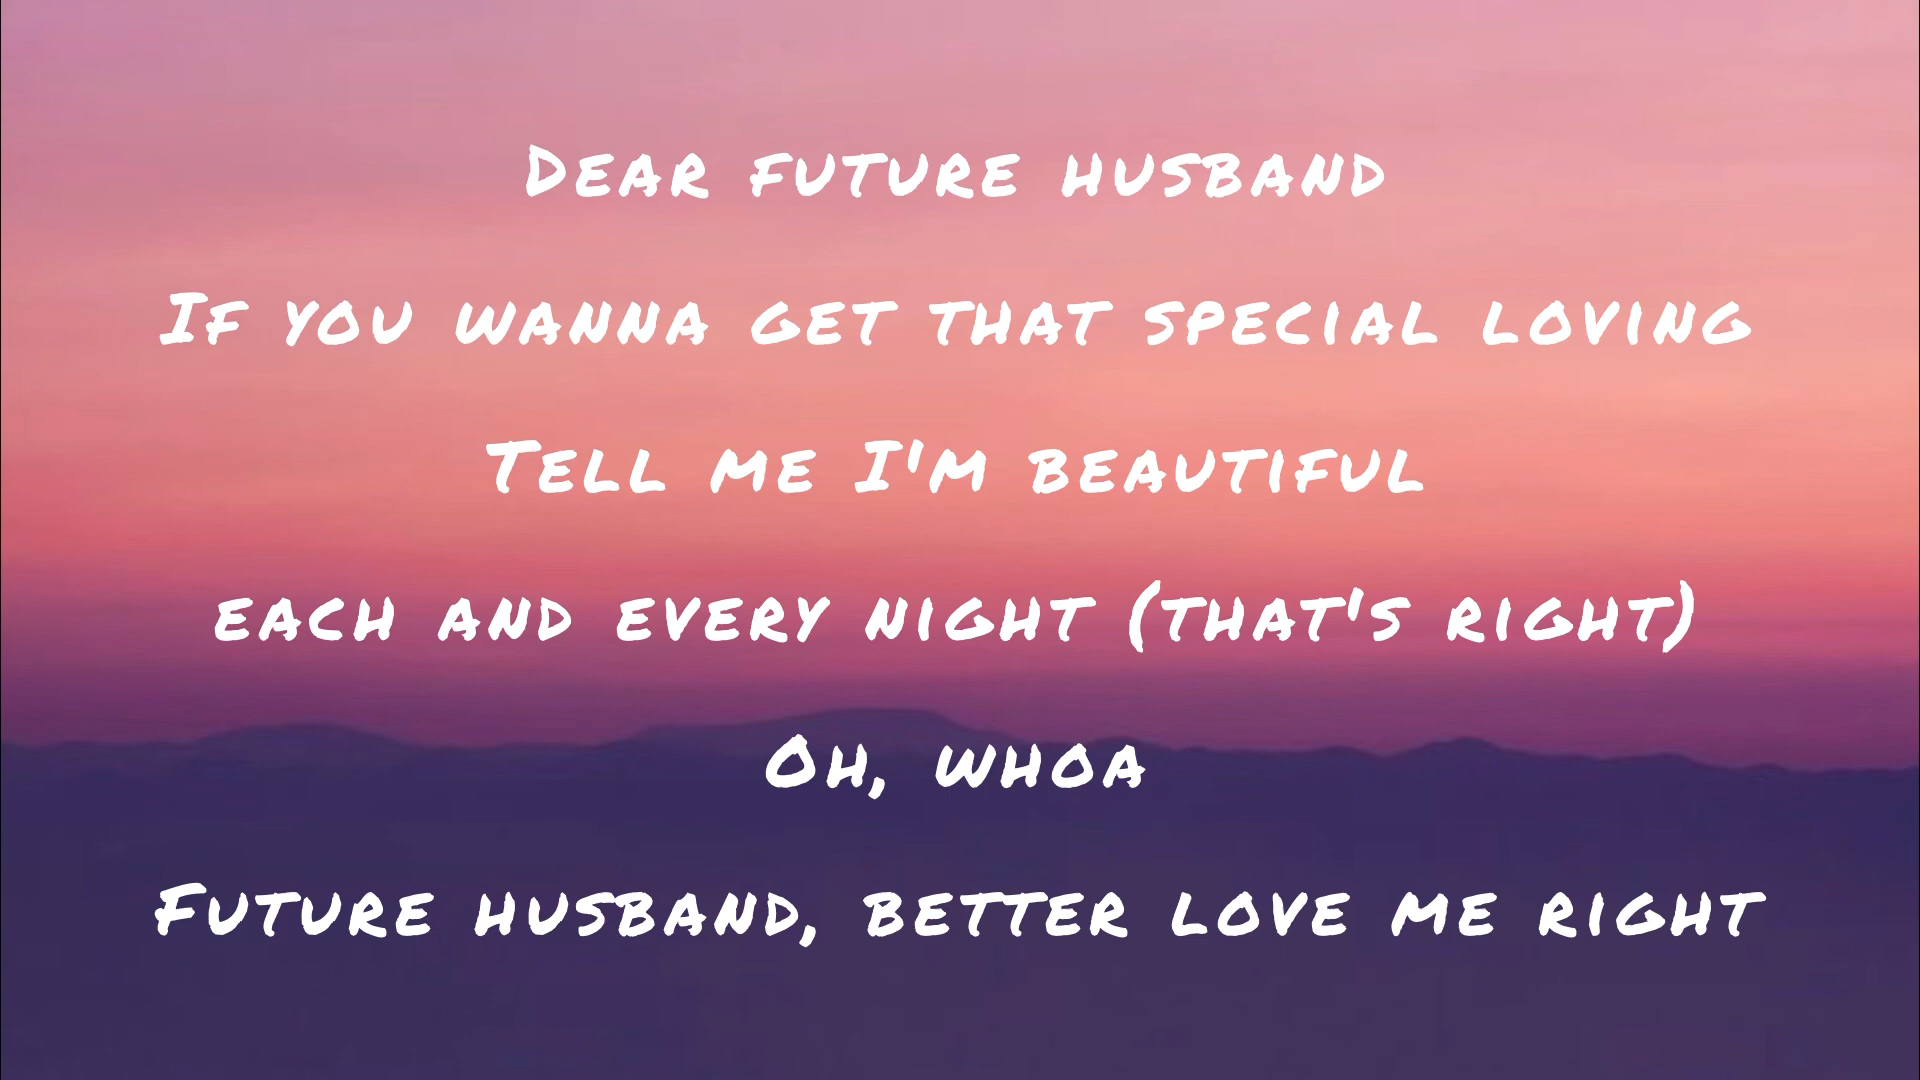 Dear future husband
If you wanna get that special loving
Tell me I'm beautiful
each and every night (that's right)
Oh, whoa
Future husband, better love me right